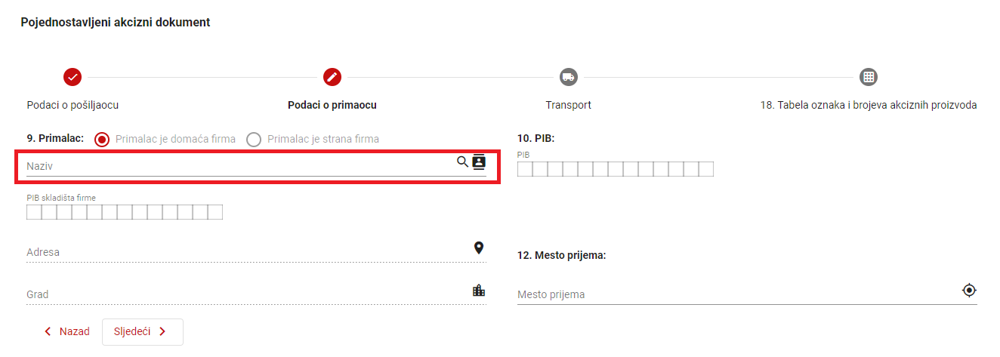 Pojednostavljeni akcizni dokument
Podaci o pošiljaocu
Podaci o primaocu
Transport
18. Tabela oznaka i brojeva akciznih proizvoda
9. Primalac: Primalac je domaća firma Primalac je strana firma
10. PIB:
Naziv
PIB
PIB skladišta firme
Adresa
12. Mesto prijema:
Grad
Mesto prijema
Nazad
Sljedeći